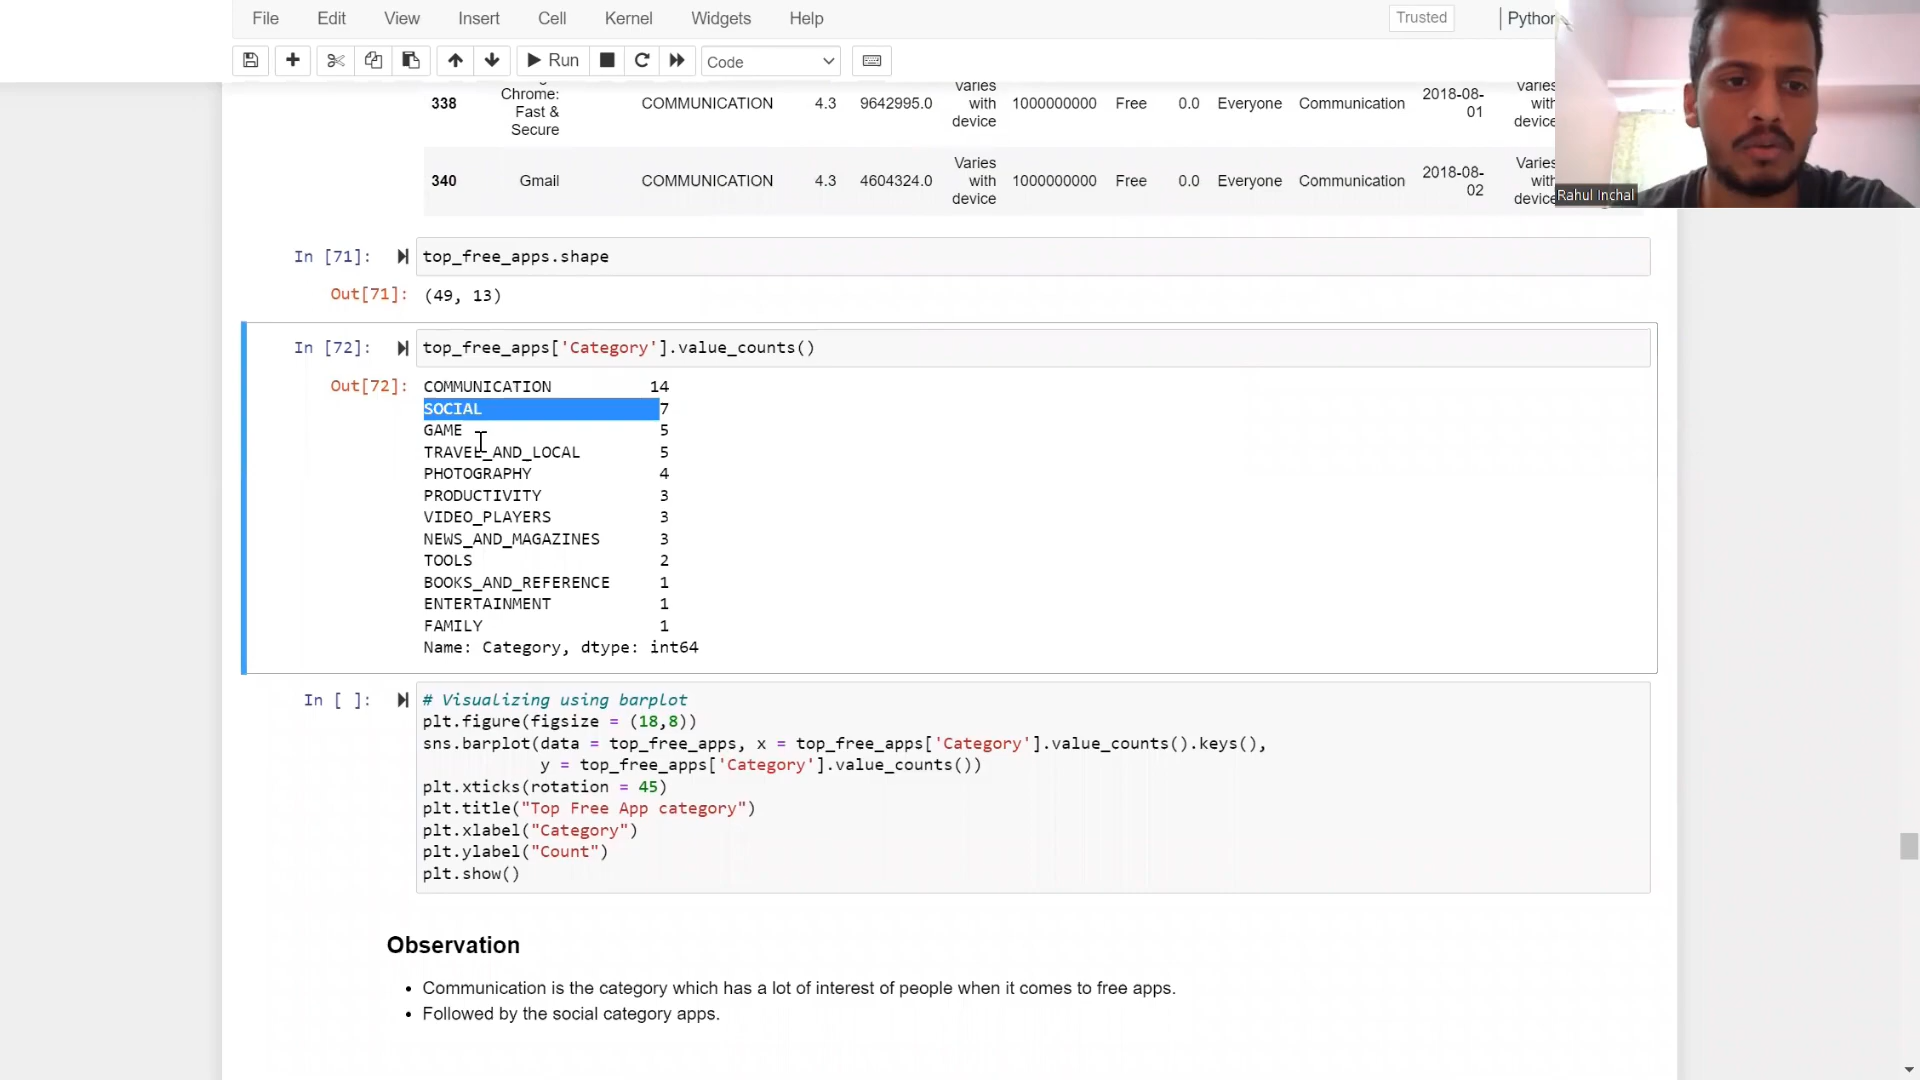 File Edit View Insert Cell Kernel Widgets Help Trusted Python
Run Code
338 Chrome: Fast & Secure COMMUNICATION 4.3 9642995.0 Varies with device 1000000000 Free 0.0 Everyone Communication 2018-08-01 Varies with device
340 Gmail COMMUNICATION 4.3 4604324.0 Varies with device 1000000000 Free 0.0 Everyone Communication 2018-08-02 Varies with device
Rahul Inchal
In [71]: top_free_apps.shape
Out[71]: (49, 13)
In [72]: top_free_apps['Category'].value_counts()
Out[72]: COMMUNICATION 14
SOCIAL 7
GAME 5
TRAVEL_AND_LOCAL 5
PHOTOGRAPHY 4
PRODUCTIVITY 3
VIDEO_PLAYERS 3
NEWS_AND_MAGAZINES 3
TOOLS 2
BOOKS_AND_REFERENCE 1
ENTERTAINMENT 1
FAMILY 1
Name: Category, dtype: int64
In [ ]: # Visualizing using barplot
plt.figure(figsize = (18,8))
sns.barplot(data = top_free_apps, x = top_free_apps['Category'].value_counts().keys(),
y = top_free_apps['Category'].value_counts())
plt.xticks(rotation = 45)
plt.title("Top Free App category")
plt.xlabel("Category")
plt.ylabel("Count")
plt.show()
Observation
• Communication is the category which has a lot of interest of people when it comes to free apps.
• Followed by the social category apps.